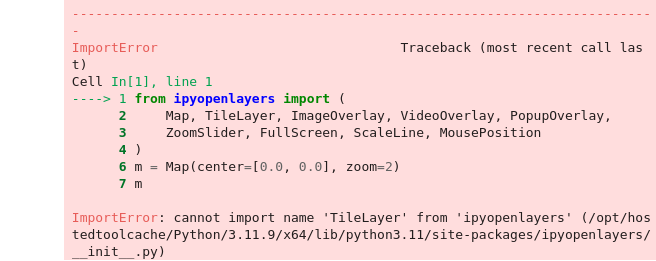 ---------------------------------------------------------------------------
-
ImportError                               Traceback (most recent call las
t)
Cell In[1], line 1
----> 1 from ipyopenlayers import (
      2     Map, TileLayer, ImageOverlay, VideoOverlay, PopupOverlay,
      3     ZoomSlider, FullScreen, ScaleLine, MousePosition
      4 )
      6 m = Map(center=[0.0, 0.0], zoom=2)
      7 m
ImportError: cannot import name 'TileLayer' from 'ipyopenlayers' (/opt/hos
tedtoolcache/Python/3.11.9/x64/lib/python3.11/site-packages/ipyopenlayers/
__init__.py)